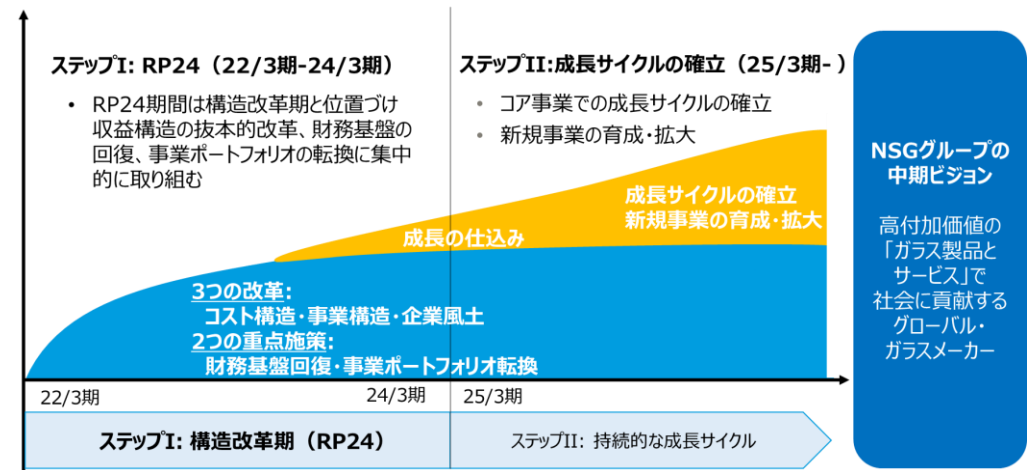 ステップI: RP24（22/3期-24/3期）
• RP24期間は構造改革期と位置づけ
収益構造の抜本的改革、財務基盤の
回復、事業ポートフォリオの転換に集中
的に取り組む
ステップII:成長サイクルの確立（25/3期- ）
• コア事業での成長サイクルの確立
• 新規事業の育成・拡大
成長サイクルの確立
新規事業の育成・拡大
成長の仕込み
3つの改革:
コスト構造・事業構造・企業風土
2つの重点施策:
財務基盤回復・事業ポートフォリオ転換
22/3期
24/3期
25/3期
ステップI: 構造改革期（RP24）
ステップII: 持続的な成長サイクル
NSGグループの
中期ビジョン
高付加価値の
「ガラス製品と
サービス」で
社会に貢献する
グローバル・
ガラスメーカー